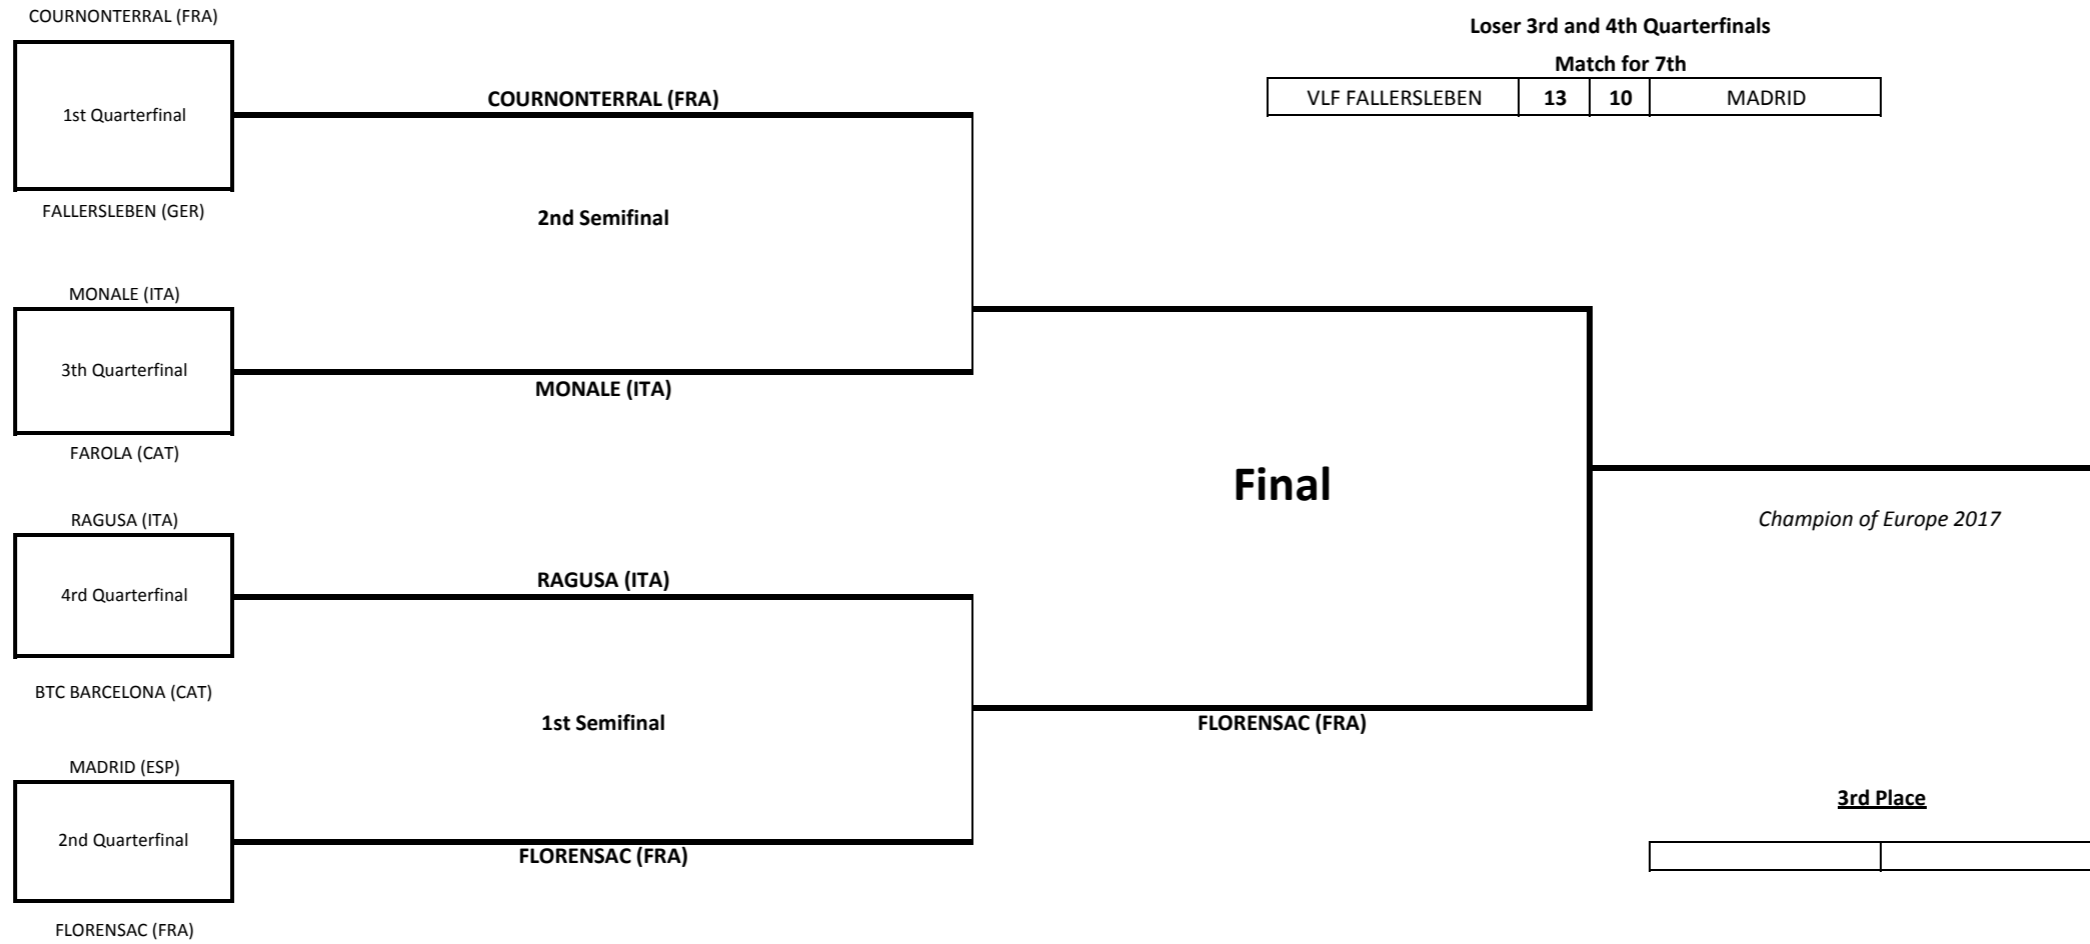 COURNONTERRAL (FRA)
1st Quarterfinal
FALLERSLEBEN (GER)
COURNONTERRAL (FRA)
2nd Semifinal
MONALE (ITA)
3th Quarterfinal
FAROLA (CAT)
MONALE (ITA)
RAGUSA (ITA)
4rd Quarterfinal
BTC BARCELONA (CAT)
RAGUSA (ITA)
1st Semifinal
MADRID (ESP)
2nd Quarterfinal
FLORENSAC (FRA)
FLORENSAC (FRA)
Final
FLORENSAC (FRA)
Loser 3rd and 4th Quarterfinals
Match for 7th
VLF FALLERSLEBEN 13 10 MADRID
Champion of Europe 2017
3rd Place